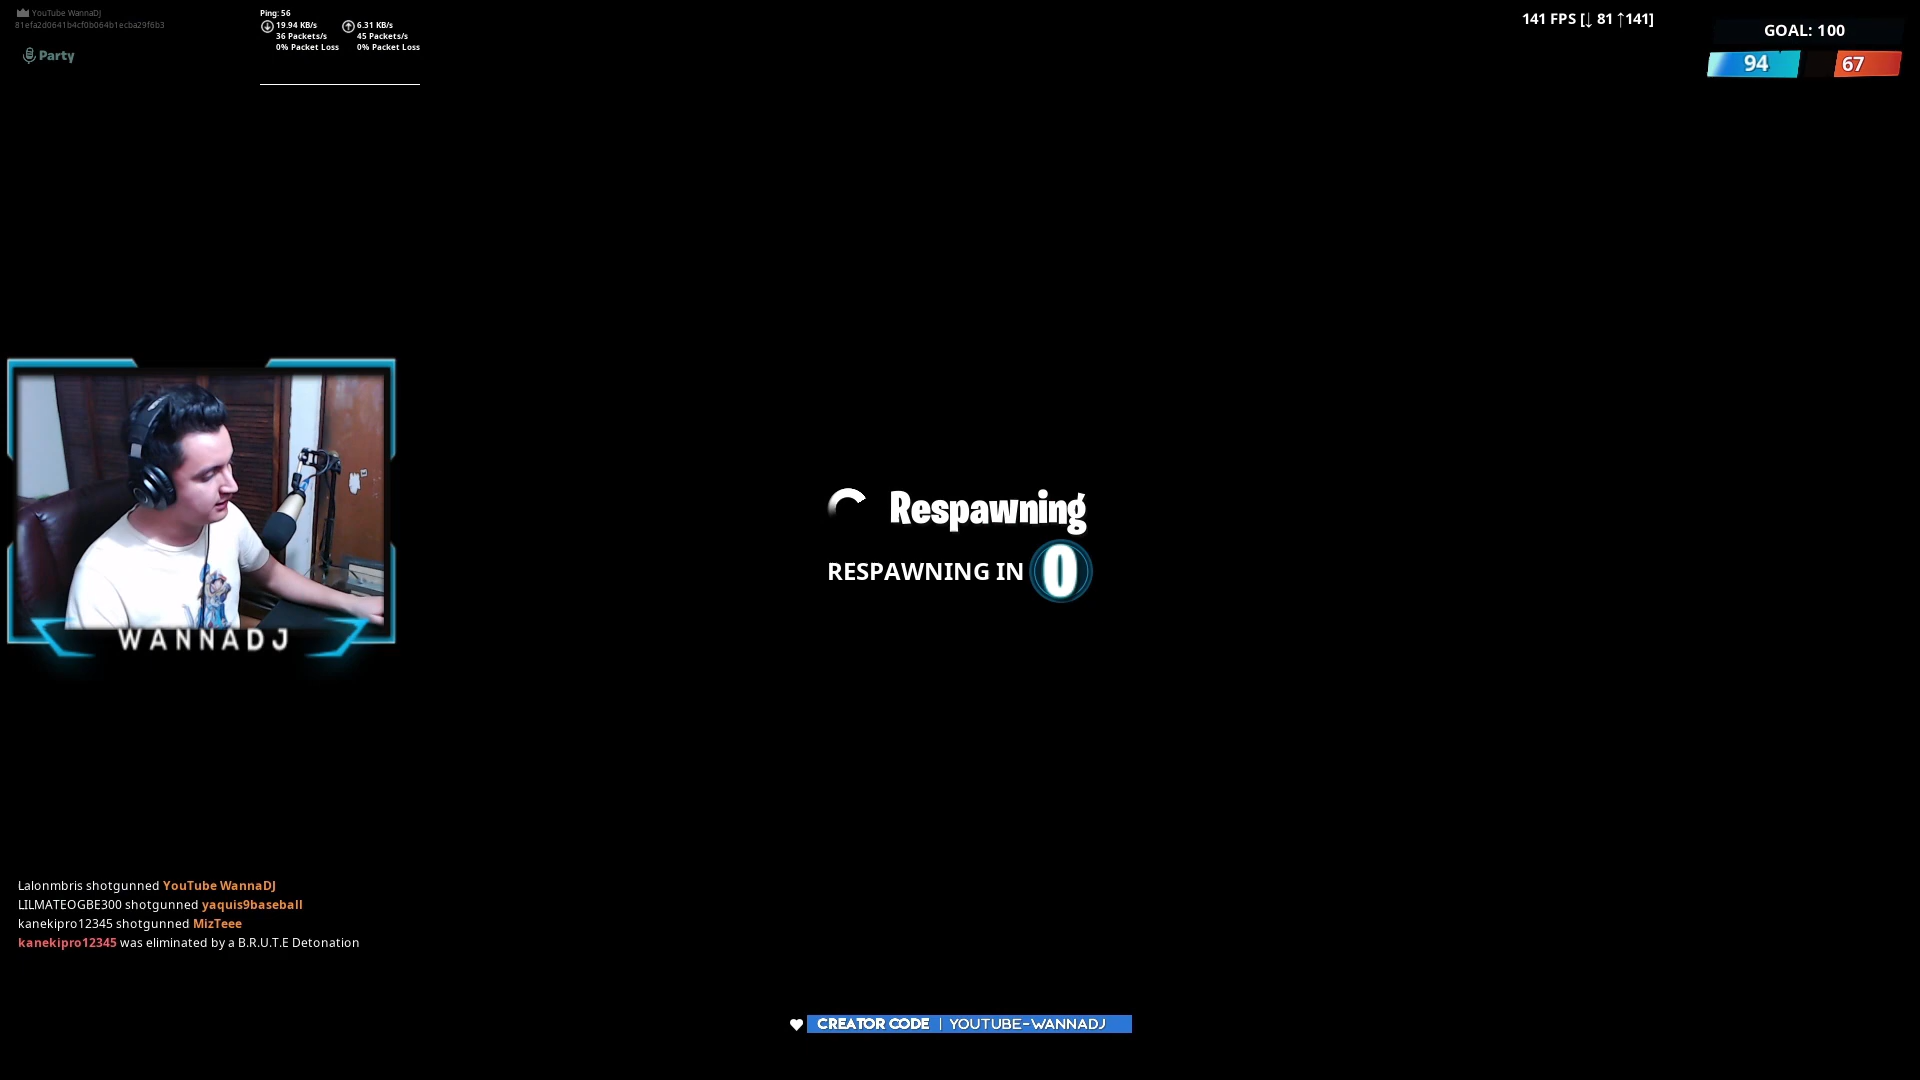 YouTube WannaDJ
81efa2d0641b4cf0b064b1ecba29f6b3
Party
Ping: 56
19.94 KB/s
36 Packets/s
0% Packet Loss
6.31 KB/s
45 Packets/s
0% Packet Loss
141 FPS [↓ 81 ↑141]
GOAL: 100
94
67
WANNADJ
Respawning
RESPAWNING IN 0
Lalonmbris shotgunned YouTube WannaDJ
LILMATEOGBE300 shotgunned yaquis9baseball
kanekipro12345 shotgunned MizTeee
kanekipro12345 was eliminated by a B.R.U.T.E Detonation
CREATOR CODE | YOUTUBE-WANNADJ